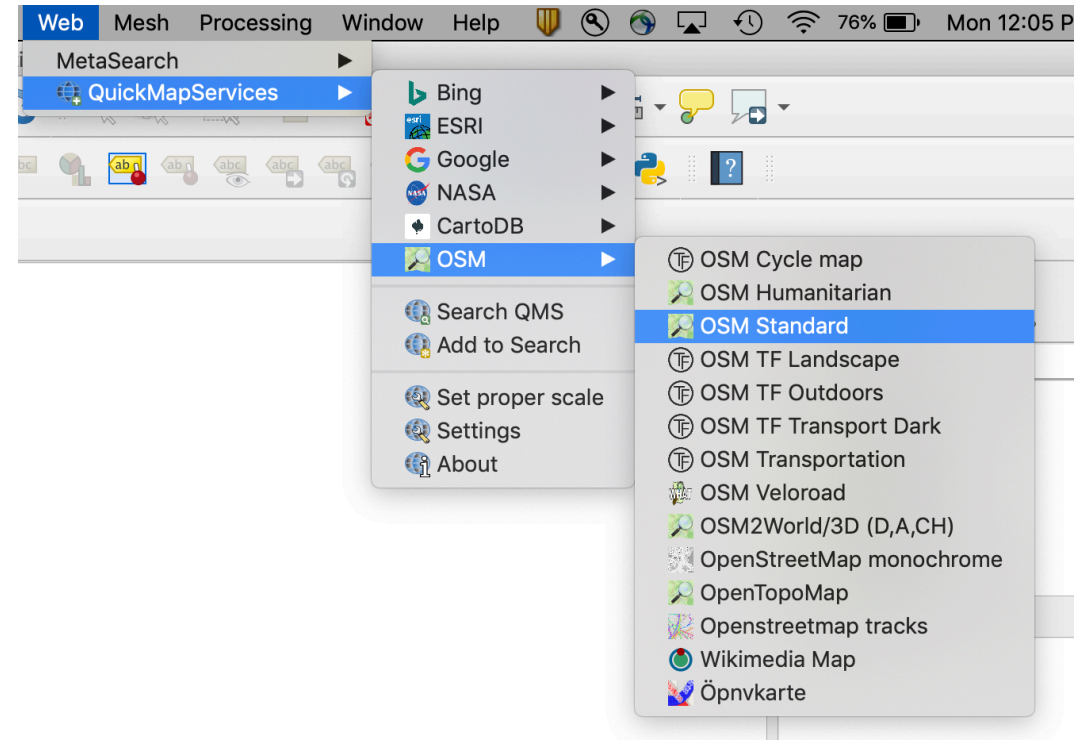 Web Mesh Processing Window Help 76% Mon 12:05 P
MetaSearch
QuickMapServices
Bing
ESRI
Google
NASA
CartoDB
OSM
Search QMS
Add to Search
Set proper scale
Settings
About
OSM Cycle map
OSM Humanitarian
OSM Standard
OSM TF Landscape
OSM TF Outdoors
OSM TF Transport Dark
OSM Transportation
OSM Veloroad
OSM2World/3D (D,A,CH)
OpenStreetMap monochrome
OpenTopoMap
Openstreetmap tracks
Wikimedia Map
Öpnvkarte